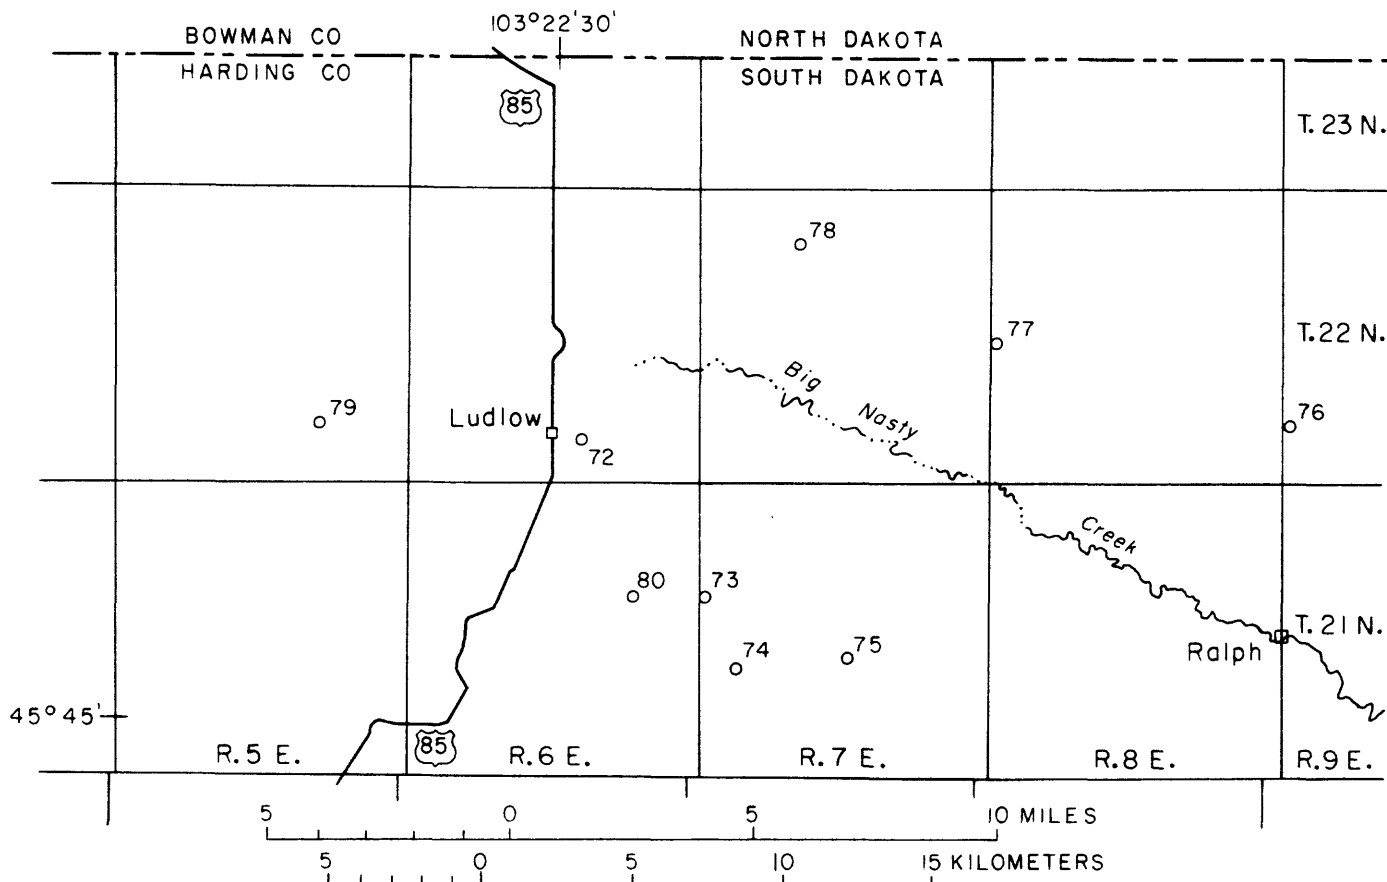 103°22'30'
BOWMAN CO
NORTH DAKOTA
HARDING CO
SOUTH DAKOTA
85
T. 23 N.
78
77
T. 22 N.
Big
79
Nasty
76
Ludlow
72
Creek
80
73
T. 21 N.
74
75
Ralph
45° 45'
85
R. 5 E.
R. 6 E.
R. 7 E.
R. 8 E.
R. 9 E.
5 0 5 10 MILES
5 0 5 10 15 KILOMETERS